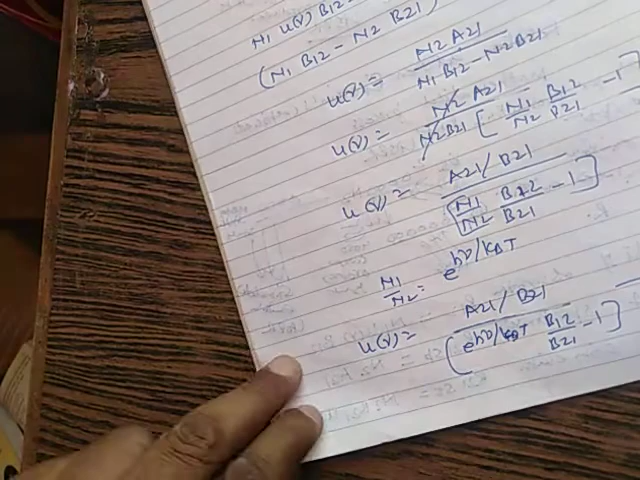 N1 u(ν) B12
(N1 B12 - N2 B21)
u(ν) = N2 A21 / N1 B12 - N2 B21
u(ν) = N2 A21 / N2 B21 [ N1/N2 B12/B21 - 1 ]
u(ν) = A21/B21 / [ N1/N2 B12/B21 - 1 ]
N1/N2 = e^hν/KBT
u(ν) = A21/B21 / [ e^hν/KBT B12/B21 - 1 ]